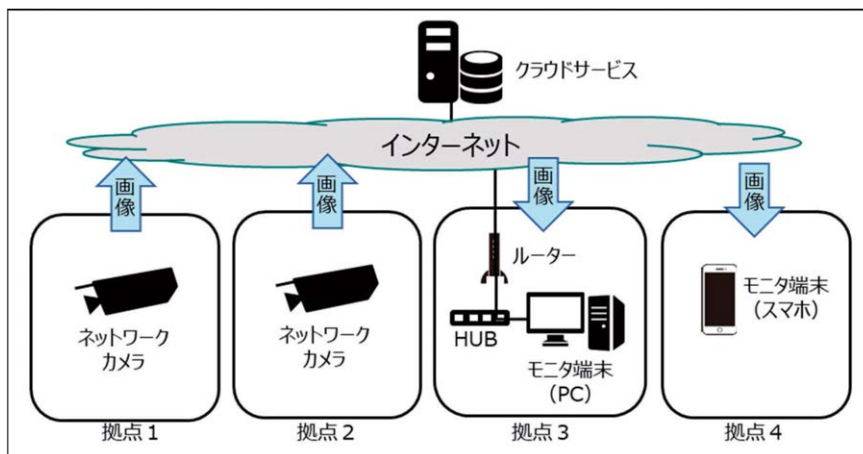 クラウドサービス
インターネット
画像
画像
画像
画像
ネットワーク
カメラ
ネットワーク
カメラ
ルーター
HUB
モニタ端末
（PC）
モニタ端末
（スマホ）
拠点1
拠点2
拠点3
拠点4